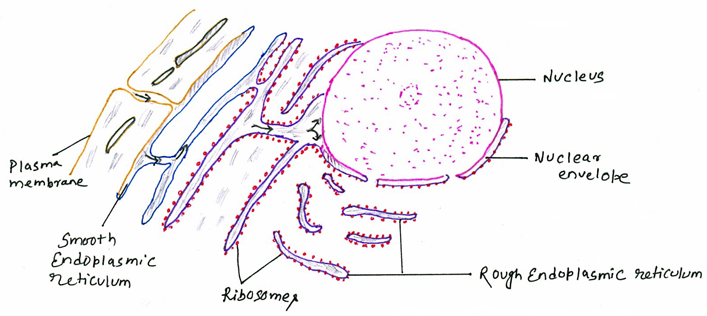 Nucleus
Nuclear
envelope
Plasma
membrane
Smooth
Endoplasmic
reticulum
Ribosomes
Rough Endoplasmic reticulum